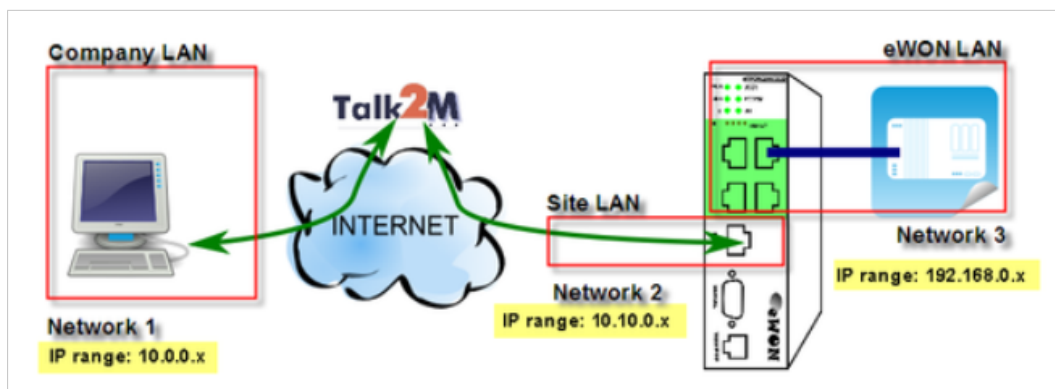 Company LAN
eWON LAN
Talk2M
INTERNET
Site LAN
Network 1
IP range: 10.0.0.x
Network 2
IP range: 10.10.0.x
Network 3
IP range: 192.168.0.x
eWON